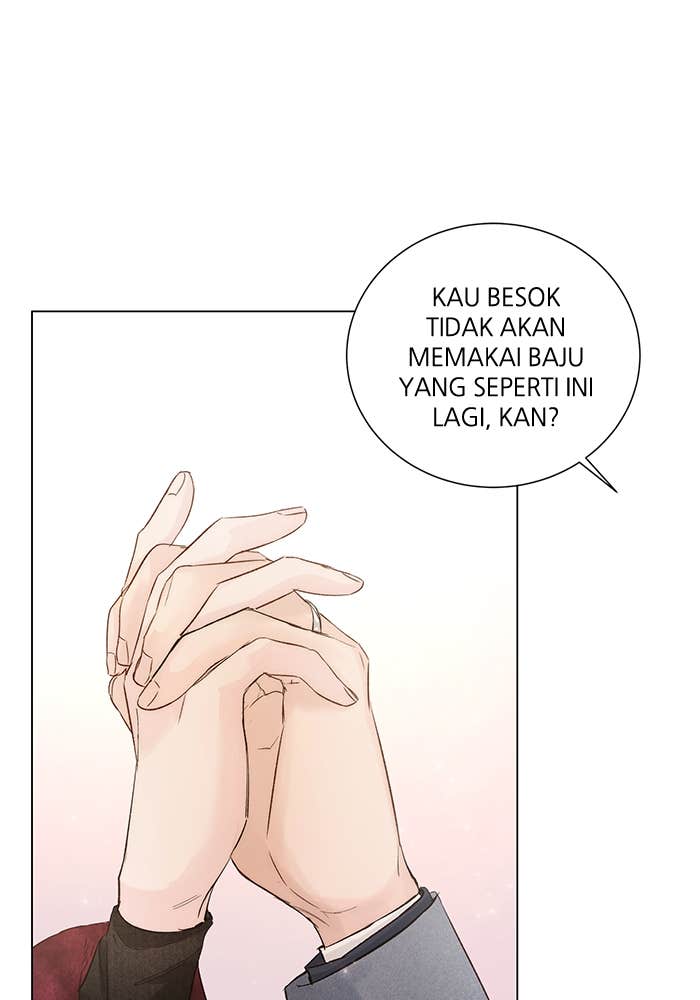 KAU BESOK
TIDAK AKAN
MEMAKAI BAJU
YANG SEPERTI INI
LAGI, KAN?